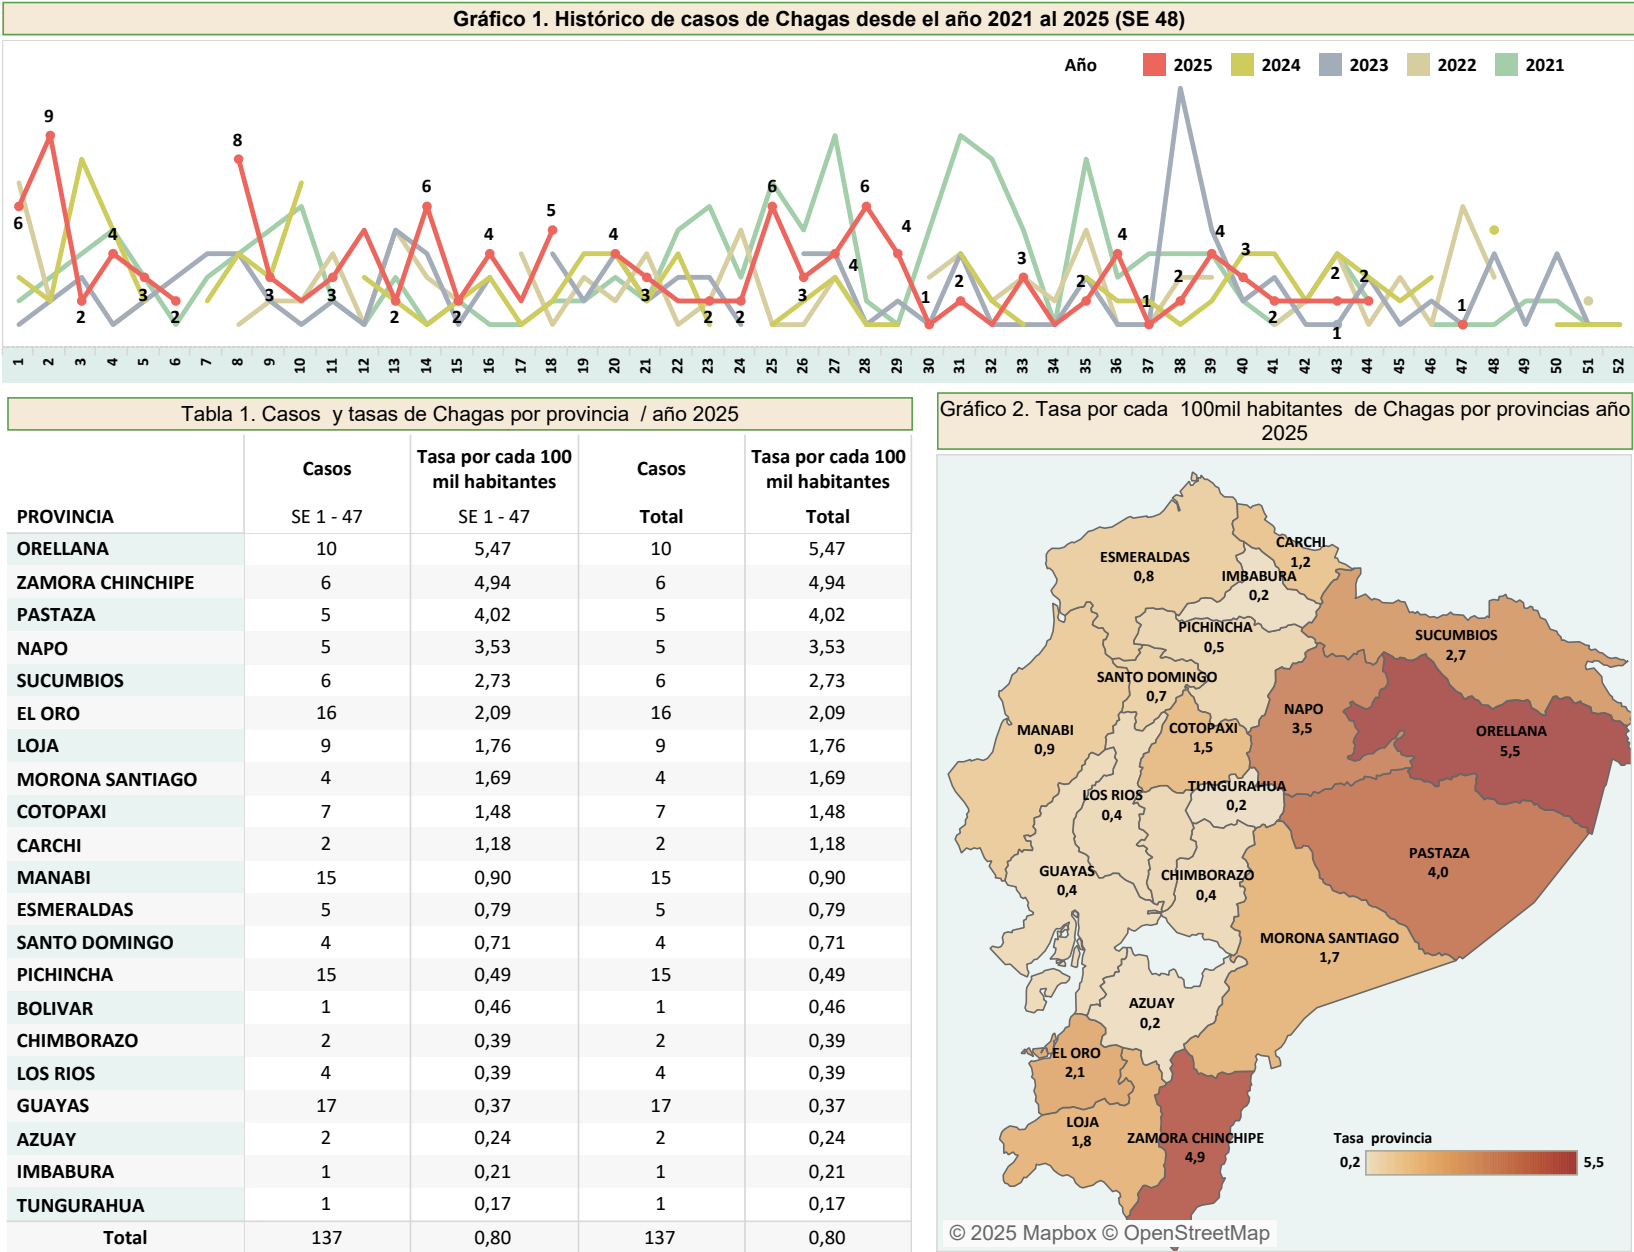 Gráfico 1. Histórico de casos de Chagas desde el año 2021 al 2025 (SE 48)
Año 2025 2024 2023 2022 2021
9
8
6 6 6 6
5
4 4 4 4 4 4 4
3 3 3 3 3 3 3
2 2 2 2 2 2 2 2 2 2 2 2
1 1 1 1
1 2 3 4 5 6 7 8 9 10 11 12 13 14 15 16 17 18 19 20 21 22 23 24 25 26 27 28 29 30 31 32 33 34 35 36 37 38 39 40 41 42 43 44 45 46 47 48 49 50 51 52
Tabla 1. Casos y tasas de Chagas por provincia / año 2025
Casos Tasa por cada 100 mil habitantes Casos Tasa por cada 100 mil habitantes
PROVINCIA SE 1 - 47 SE 1 - 47 Total Total
ORELLANA 10 5,47 10 5,47
ZAMORA CHINCHIPE 6 4,94 6 4,94
PASTAZA 5 4,02 5 4,02
NAPO 5 3,53 5 3,53
SUCUMBIOS 6 2,73 6 2,73
EL ORO 16 2,09 16 2,09
LOJA 9 1,76 9 1,76
MORONA SANTIAGO 4 1,69 4 1,69
COTOPAXI 7 1,48 7 1,48
CARCHI 2 1,18 2 1,18
MANABI 15 0,90 15 0,90
ESMERALDAS 5 0,79 5 0,79
SANTO DOMINGO 4 0,71 4 0,71
PICHINCHA 15 0,49 15 0,49
BOLIVAR 1 0,46 1 0,46
CHIMBORAZO 2 0,39 2 0,39
LOS RIOS 4 0,39 4 0,39
GUAYAS 17 0,37 17 0,37
AZUAY 2 0,24 2 0,24
IMBABURA 1 0,21 1 0,21
TUNGURAHUA 1 0,17 1 0,17
Total 137 0,80 137 0,80
Gráfico 2. Tasa por cada 100mil habitantes de Chagas por provincias año
2025
CARCHI
1,2
ESMERALDAS
0,8
IMBABURA
0,2
PICHINCHA
0,5
SUCUMBIOS
2,7
SANTO DOMINGO
0,7
NAPO
3,5
MANABI
0,9
COTOPAXI
1,5
ORELLANA
5,5
TUNGURAHUA
0,2
LOS RIOS
0,4
PASTAZA
4,0
GUAYAS
0,4
CHIMBORAZO
0,4
MORONA SANTIAGO
1,7
AZUAY
0,2
EL ORO
2,1
LOJA
1,8
ZAMORA CHINCHIPE
4,9
Tasa provincia
0,2 5,5
© 2025 Mapbox © OpenStreetMap